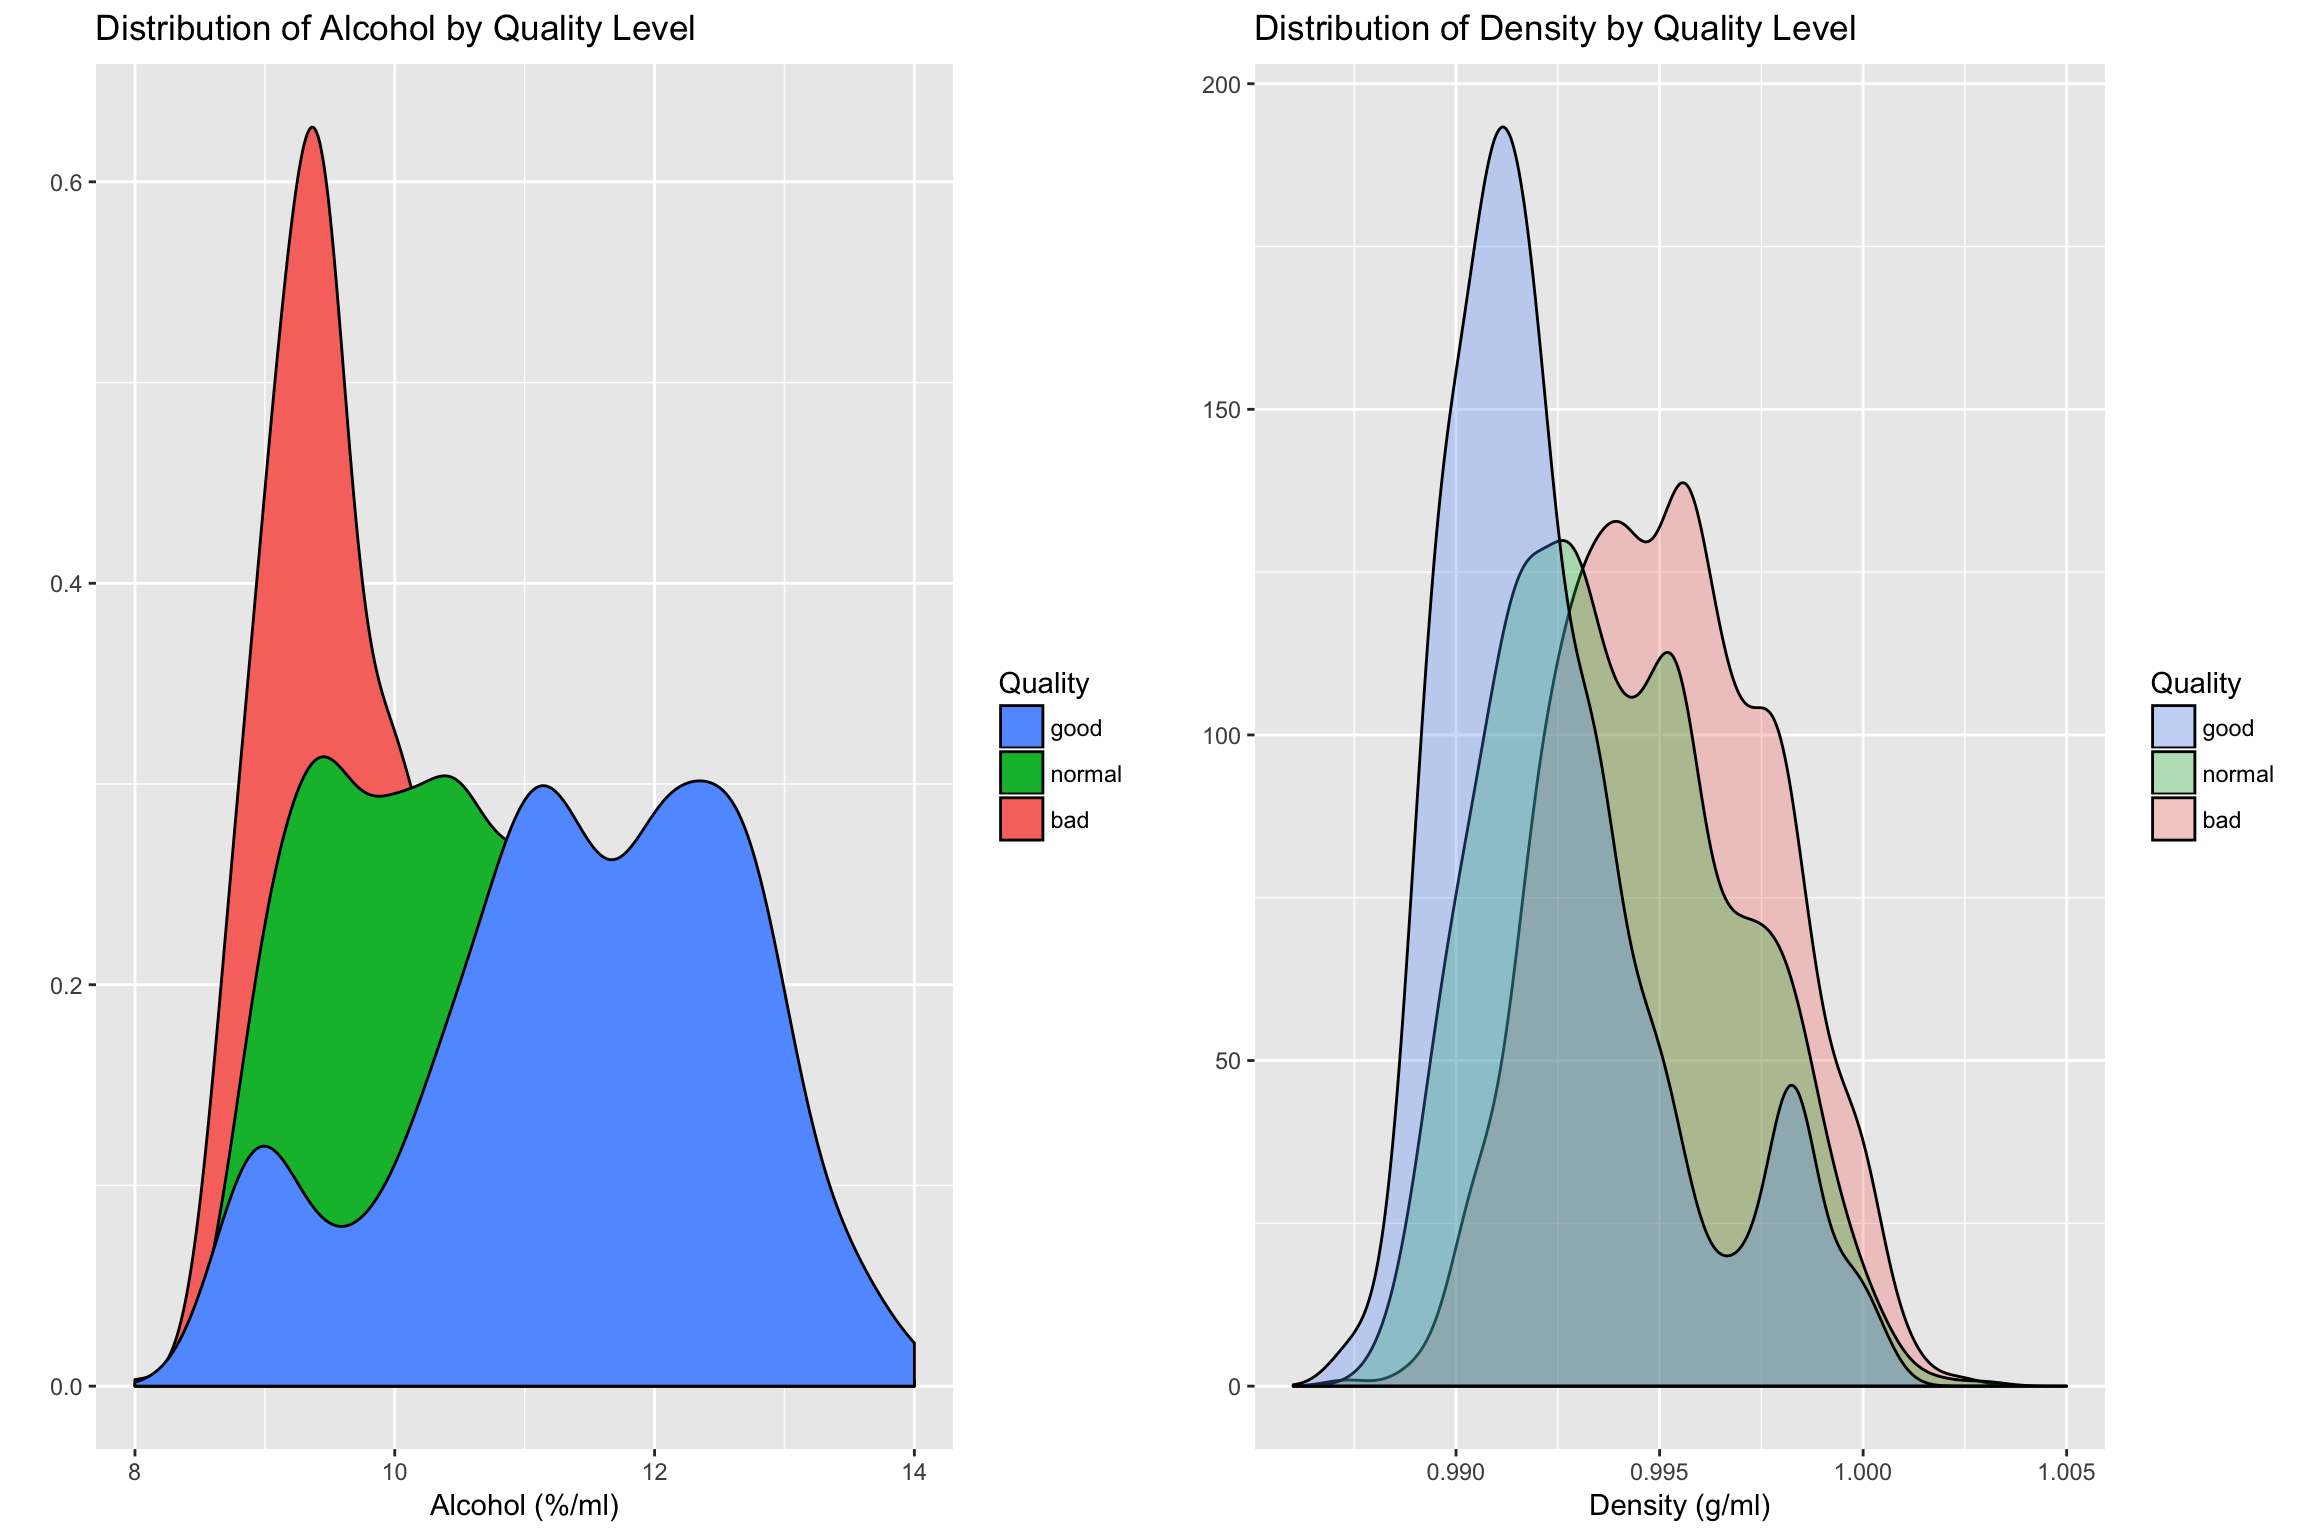 Distribution of Alcohol by Quality Level
0.6
0.4
0.2
0.0
8 10 12 14
Alcohol (%/ml)
Quality
good
normal
bad
Distribution of Density by Quality Level
200
150
100
50
0
0.990 0.995 1.000 1.005
Density (g/ml)
Quality
good
normal
bad